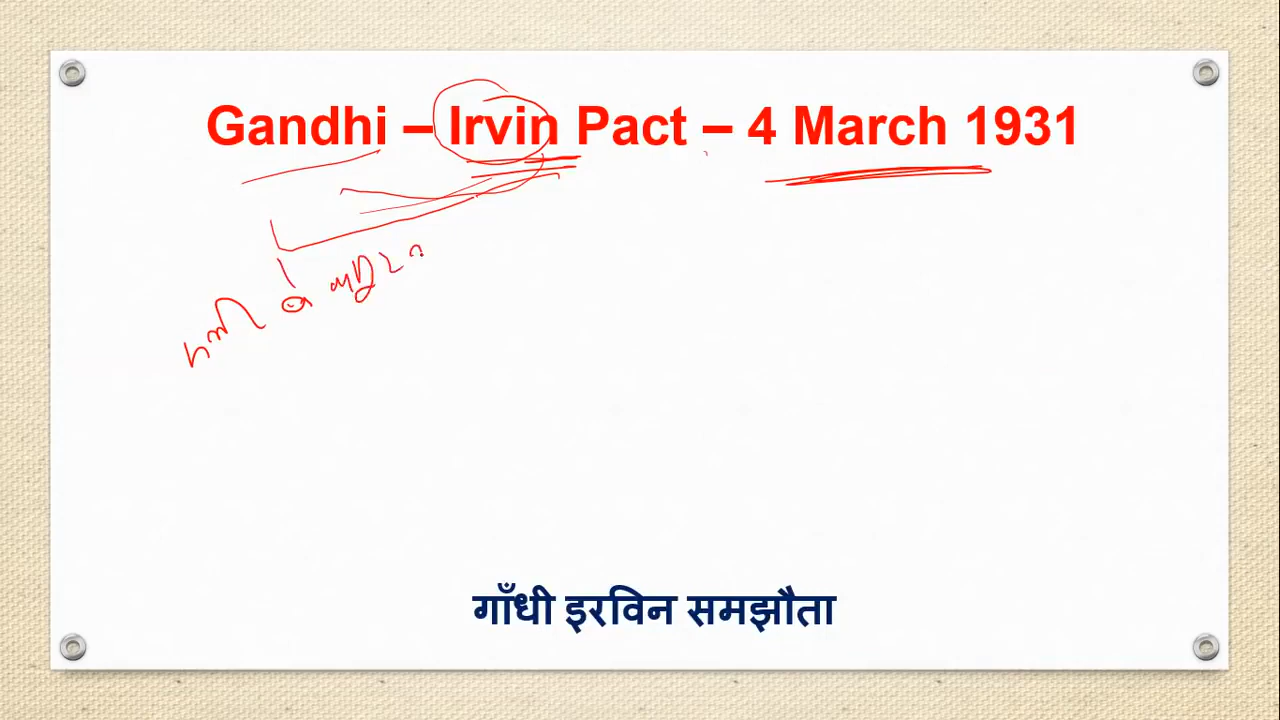 Gandhi – Irvin Pact – 4 March 1931
गाँधी इरविन समझौता